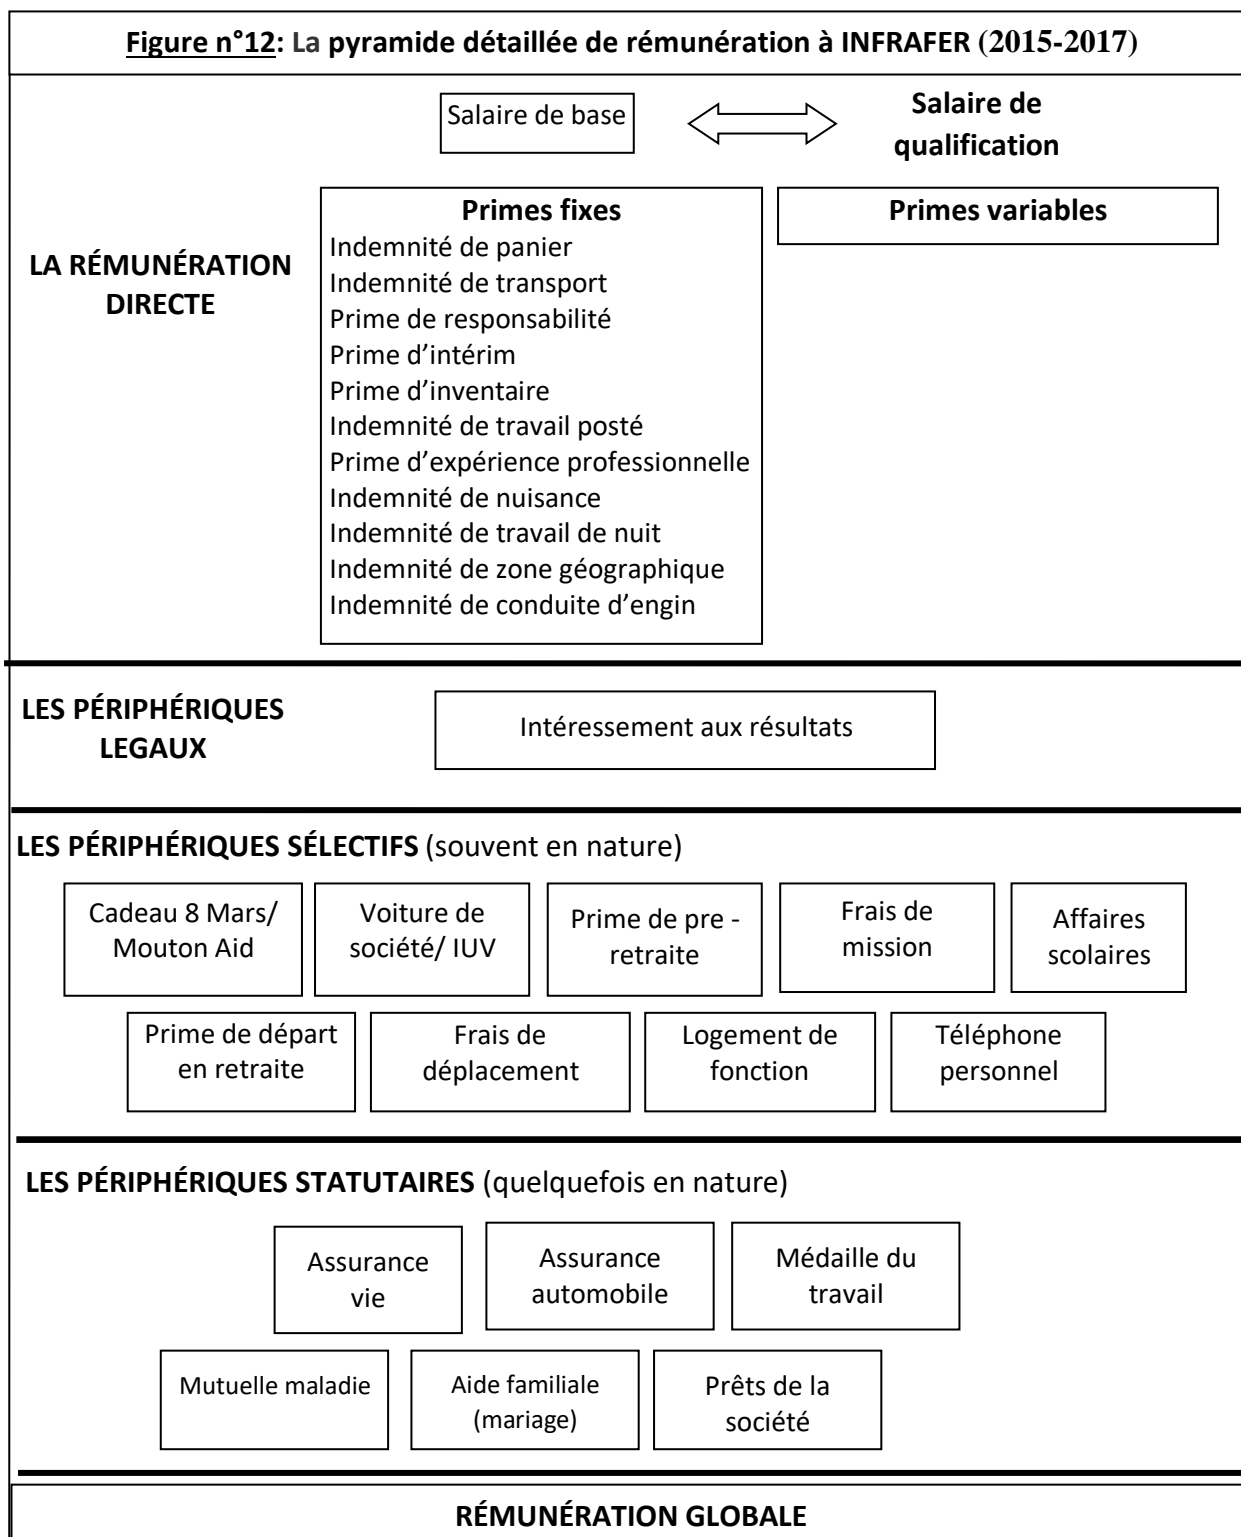 Figure n°12: La pyramide détaillée de rémunération à INFRAFER (2015-2017)
Salaire de base
Salaire de
qualification
LA RÉMUNÉRATION
DIRECTE
Primes fixes
Indemnité de panier
Indemnité de transport
Prime de responsabilité
Prime d’intérim
Prime d’inventaire
Indemnité de travail posté
Prime d’expérience professionnelle
Indemnité de nuisance
Indemnité de travail de nuit
Indemnité de zone géographique
Indemnité de conduite d’engin
Primes variables
LES PÉRIPHÉRIQUES
LEGAUX
Intéressement aux résultats
LES PÉRIPHÉRIQUES SÉLECTIFS (souvent en nature)
Cadeau 8 Mars/
Mouton Aid
Voiture de
société/ IUV
Prime de pre -
retraite
Frais de
mission
Affaires
scolaires
Prime de départ
en retraite
Frais de
déplacement
Logement de
fonction
Téléphone
personnel
LES PÉRIPHÉRIQUES STATUTAIRES (quelquefois en nature)
Assurance
vie
Assurance
automobile
Médaille du
travail
Mutuelle maladie
Aide familiale
(mariage)
Prêts de la
société
RÉMUNÉRATION GLOBALE